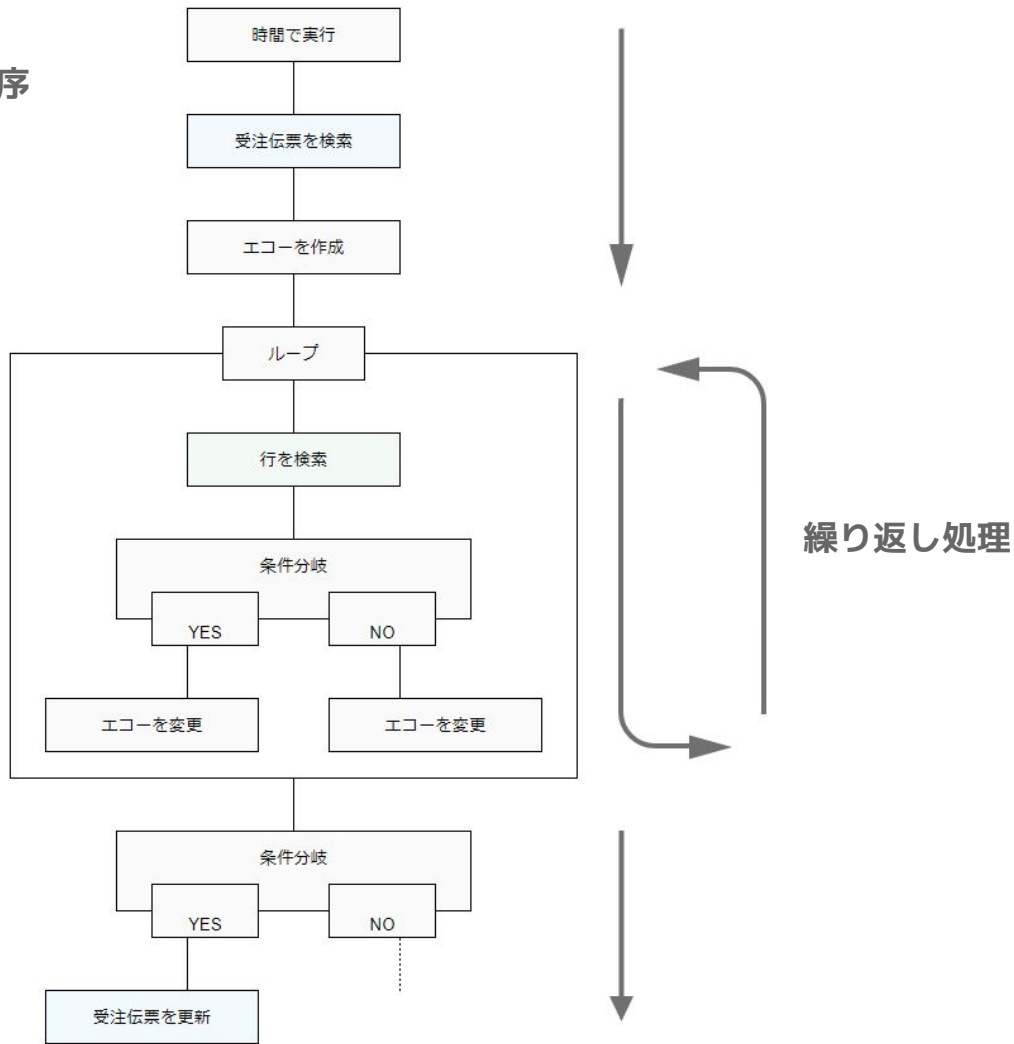 時間で実行
序
受注伝票を検索
エコーを作成
ループ
行を検索
繰り返し処理
条件分岐
YES
NO
エコーを変更
エコーを変更
条件分岐
YES
NO
受注伝票を更新